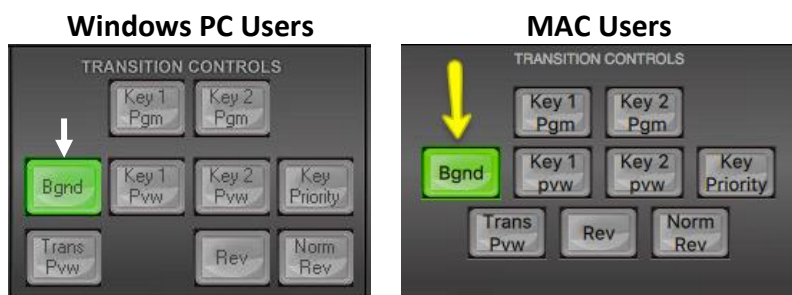 Windows PC Users
TRANSITION CONTROLS
Key 1
Pgm
Key 2
Pgm
Bgnd
Key 1
Pvw
Key 2
Pvw
Key
Priority
Trans
Pvw
Rev
Norm
Rev
MAC Users
TRANSITION CONTROLS
Key 1
Pgm
Key 2
Pgm
Bgnd
Key 1
pvw
Key 2
pvw
Key
Priority
Trans
Pvw
Rev
Norm
Rev